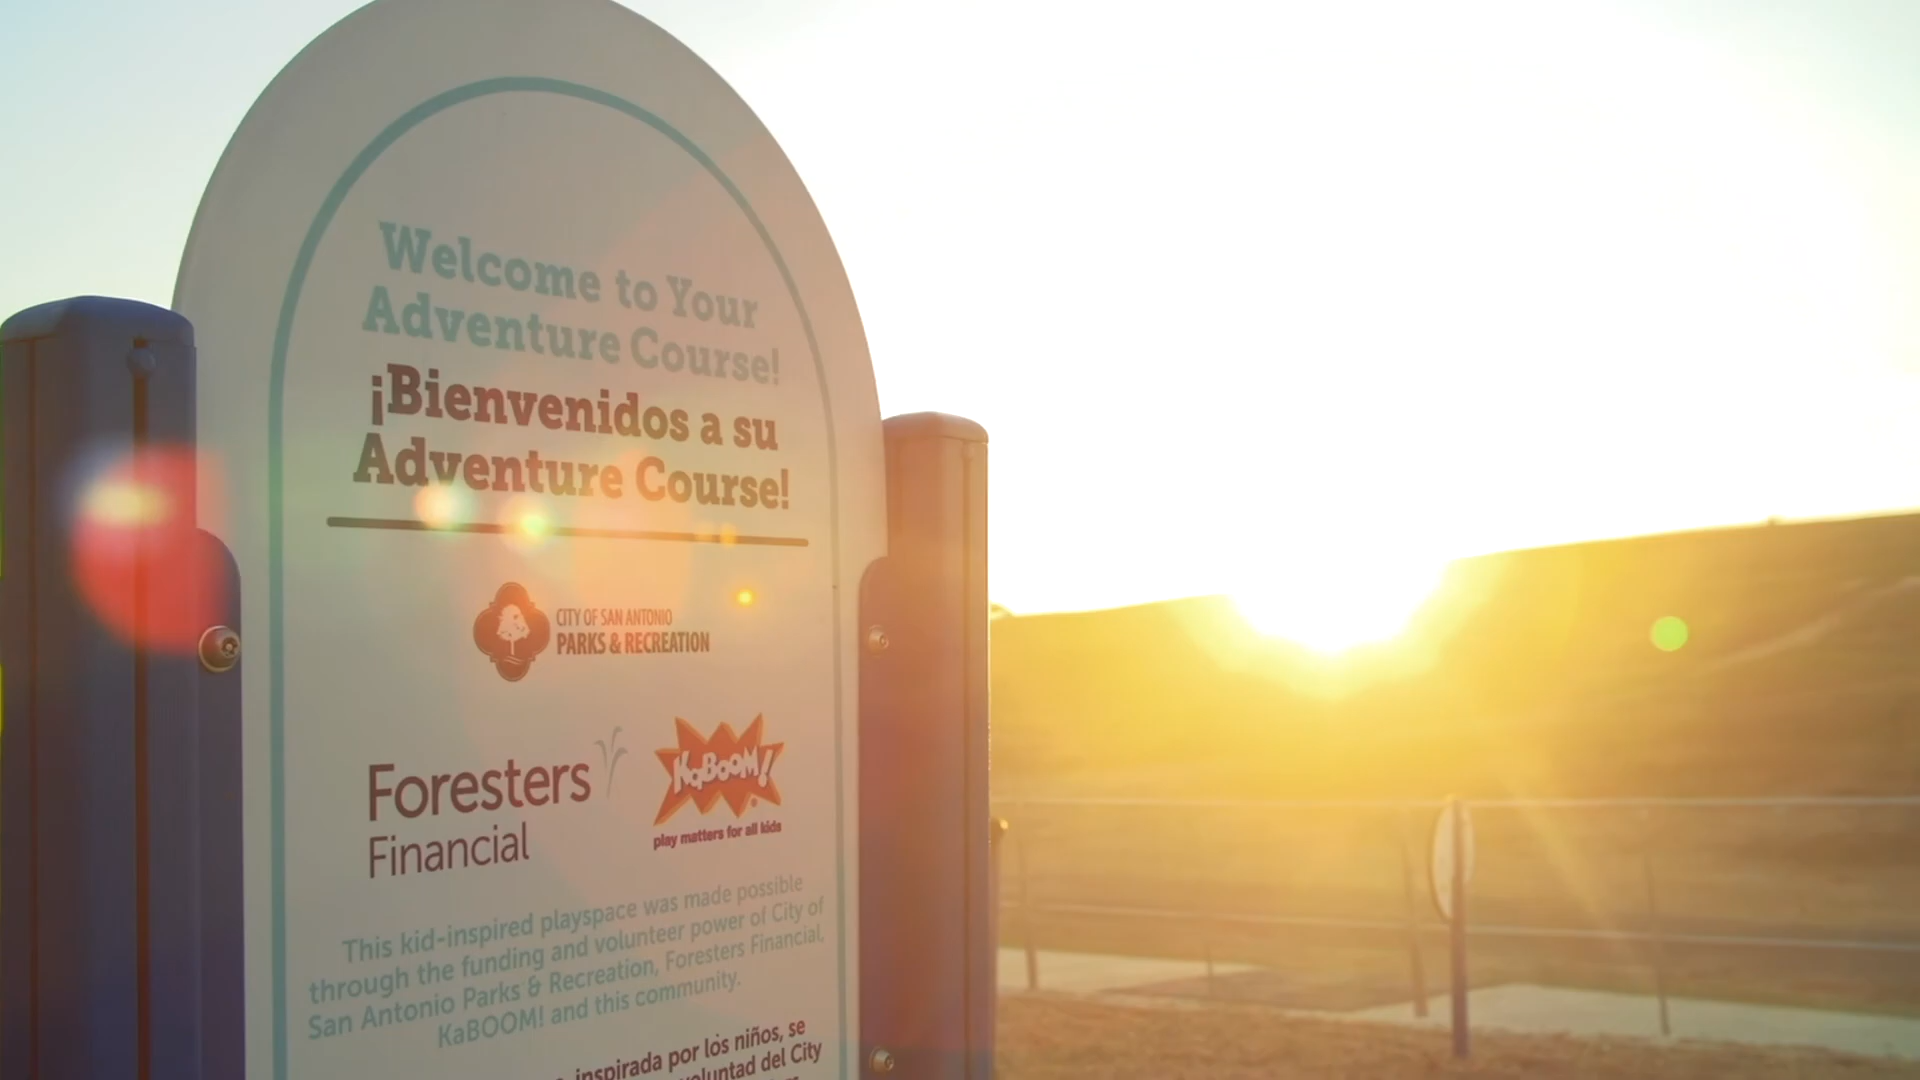 Welcome to Your
Adventure Course!
¡Bienvenidos a su
Adventure Course!
CITY OF SAN ANTONIO
PARKS & RECREATION
Foresters
Financial
KaBOOM!
play matters for all kids
This kid-inspired playspace was made possible
through the funding and volunteer power of City of
San Antonio Parks & Recreation, Foresters Financial,
KaBOOM! and this community.
inspirada por los niños, se
voluntad del City